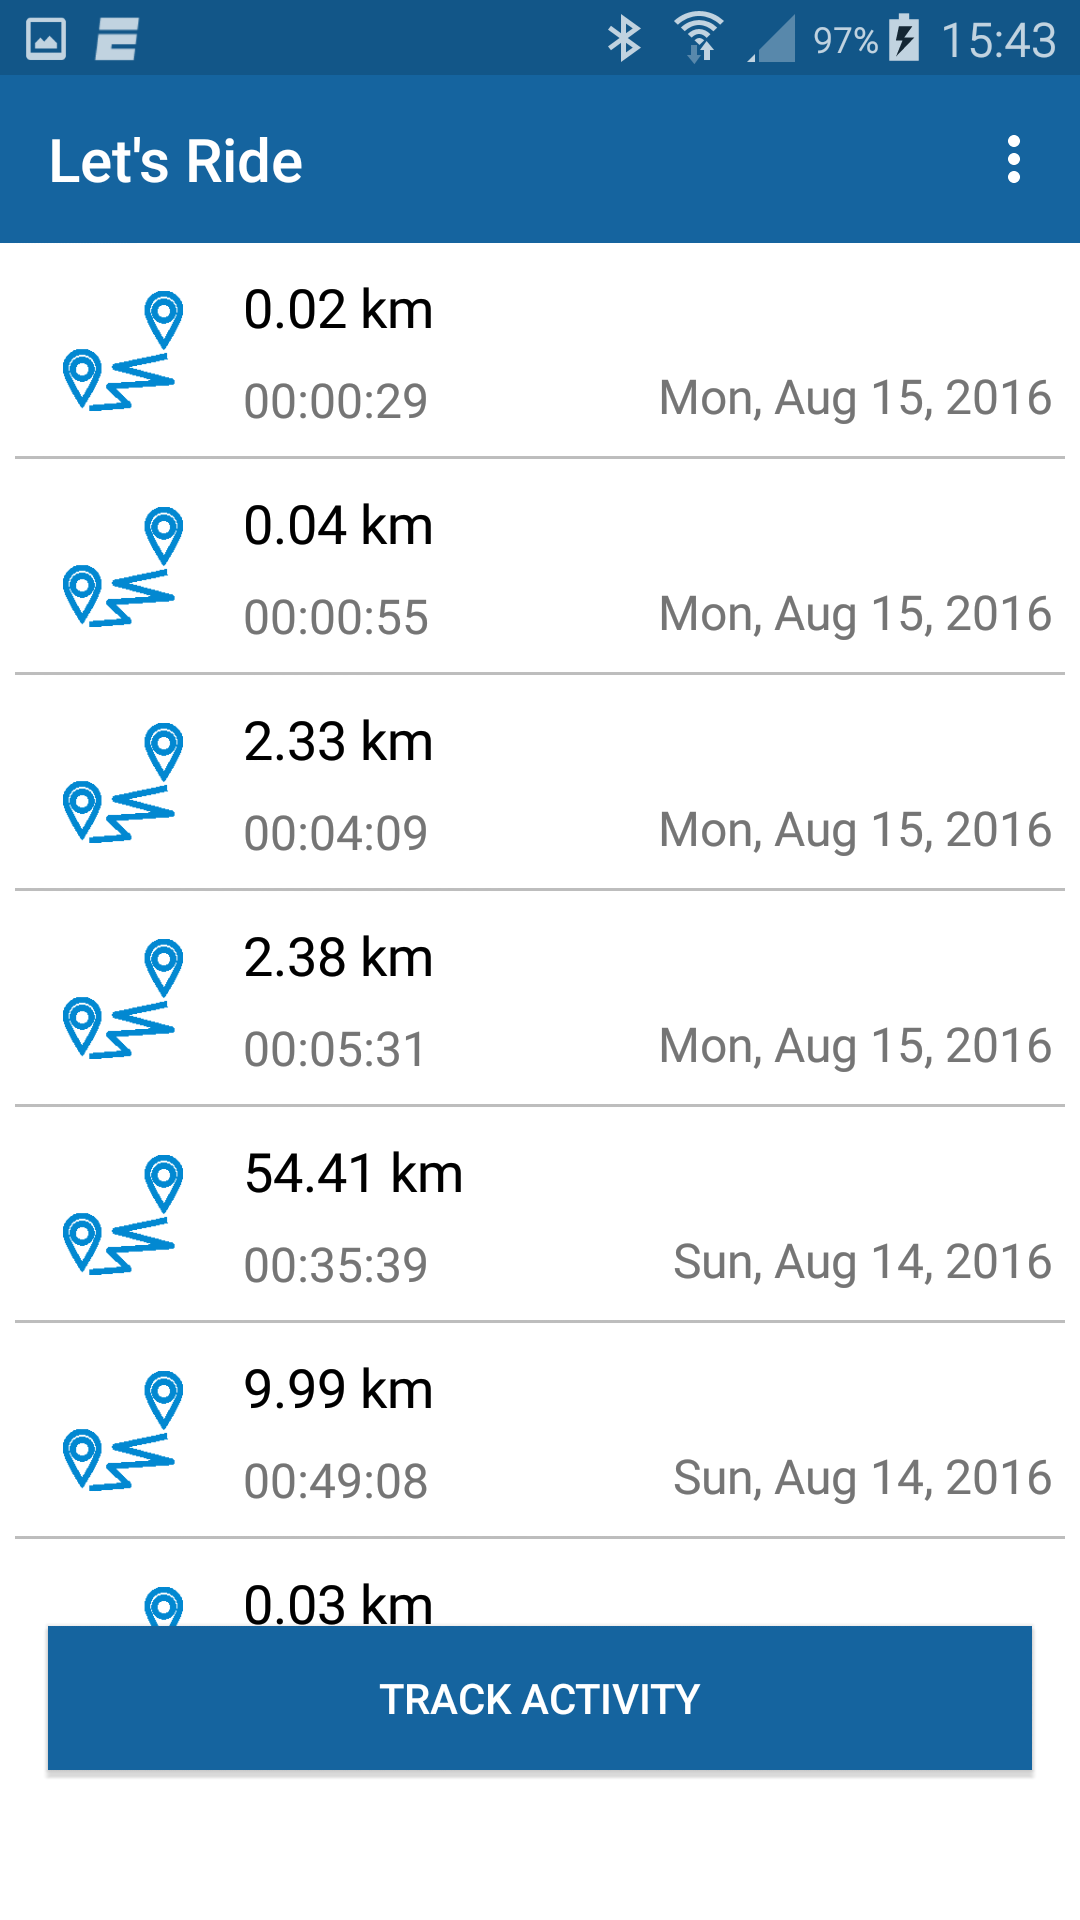 97% 15:43
Let's Ride
0.02 km
00:00:29 Mon, Aug 15, 2016
0.04 km
00:00:55 Mon, Aug 15, 2016
2.33 km
00:04:09 Mon, Aug 15, 2016
2.38 km
00:05:31 Mon, Aug 15, 2016
54.41 km
00:35:39 Sun, Aug 14, 2016
9.99 km
00:49:08 Sun, Aug 14, 2016
0.03 km
TRACK ACTIVITY